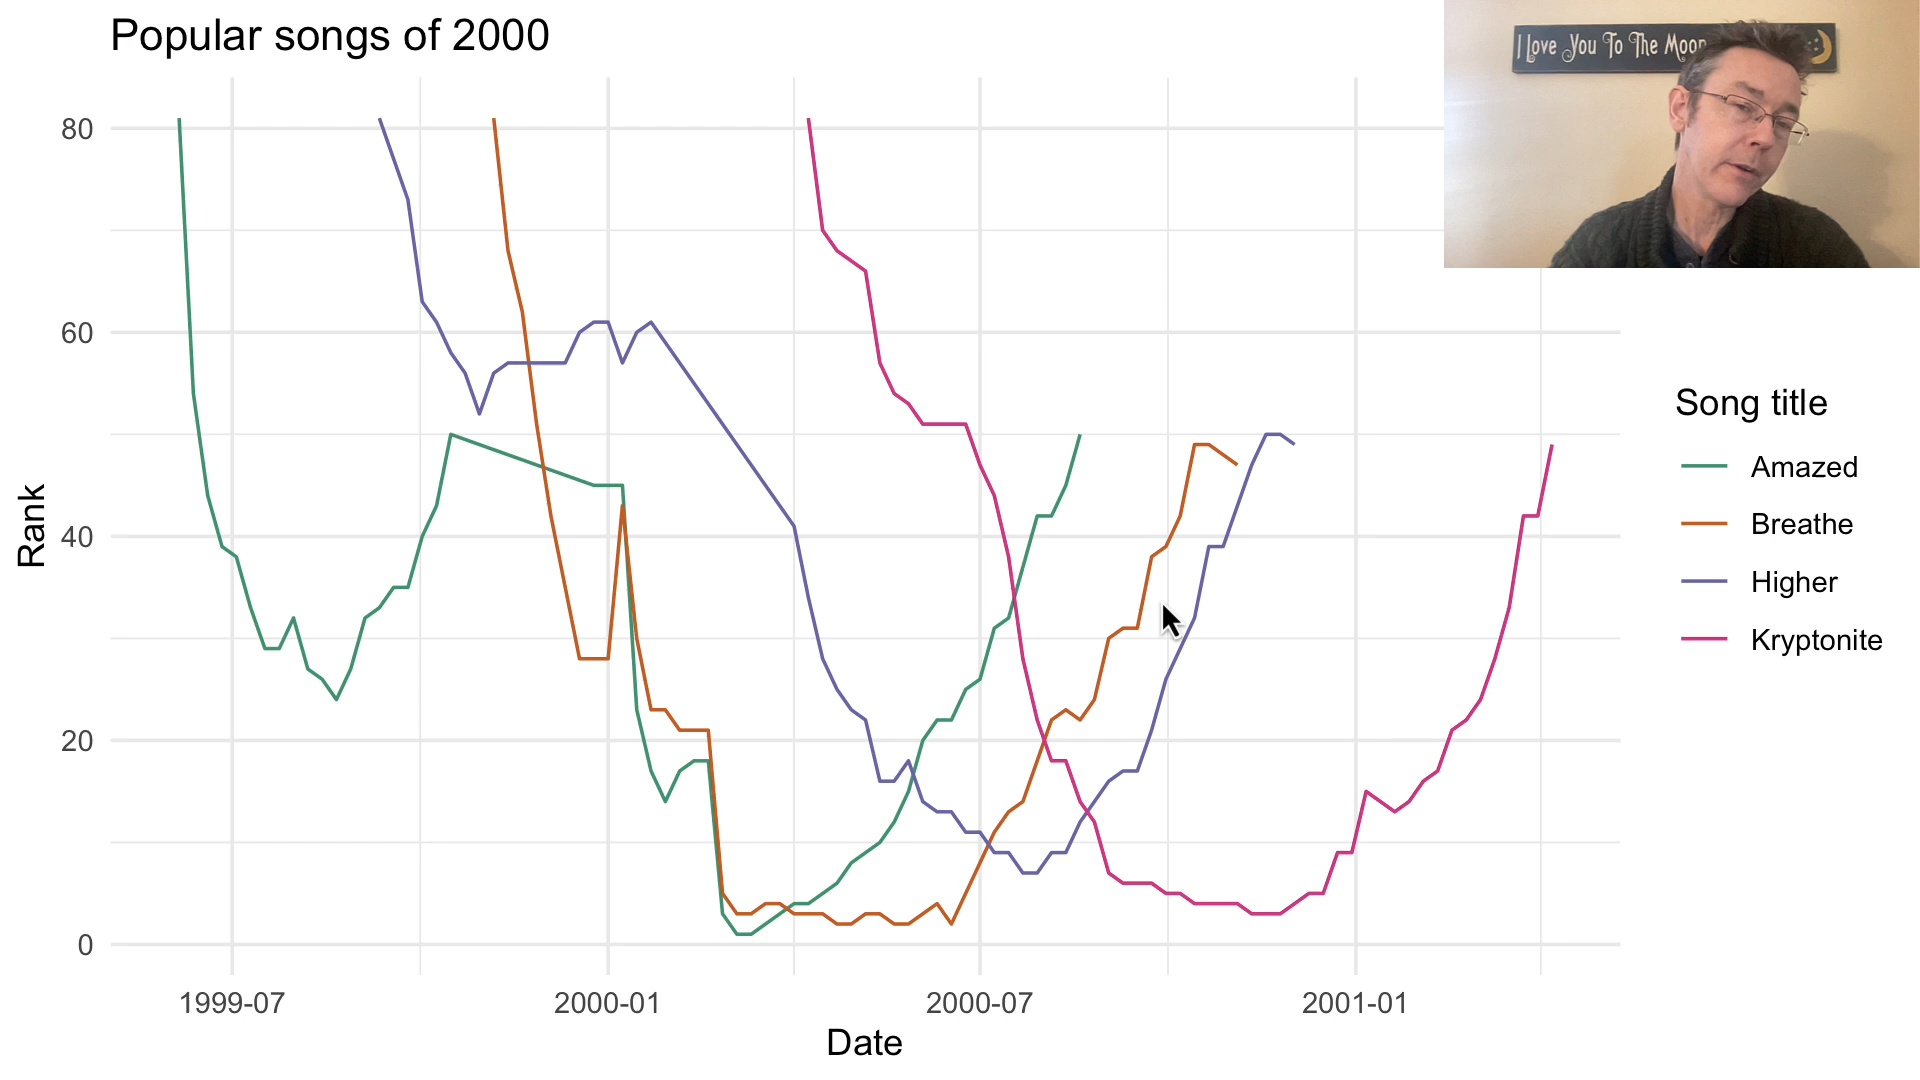 Popular songs of 2000
I Love You To The Moon
80
60
40
20
0
Rank
1999-07
2000-01
2000-07
2001-01
Date
Song title
Amazed
Breathe
Higher
Kryptonite